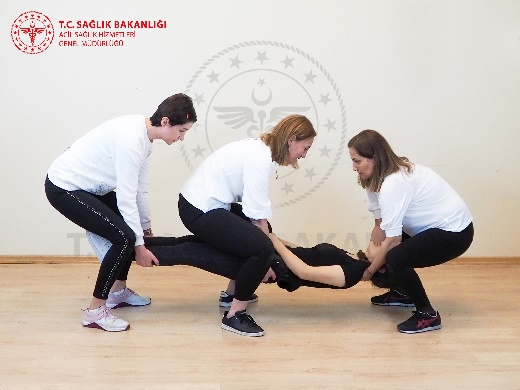 T.C. SAĞLIK BAKANLIĞI
ACİL SAĞLIK HİZMETLERİ
GENEL MÜDÜRLÜĞÜ